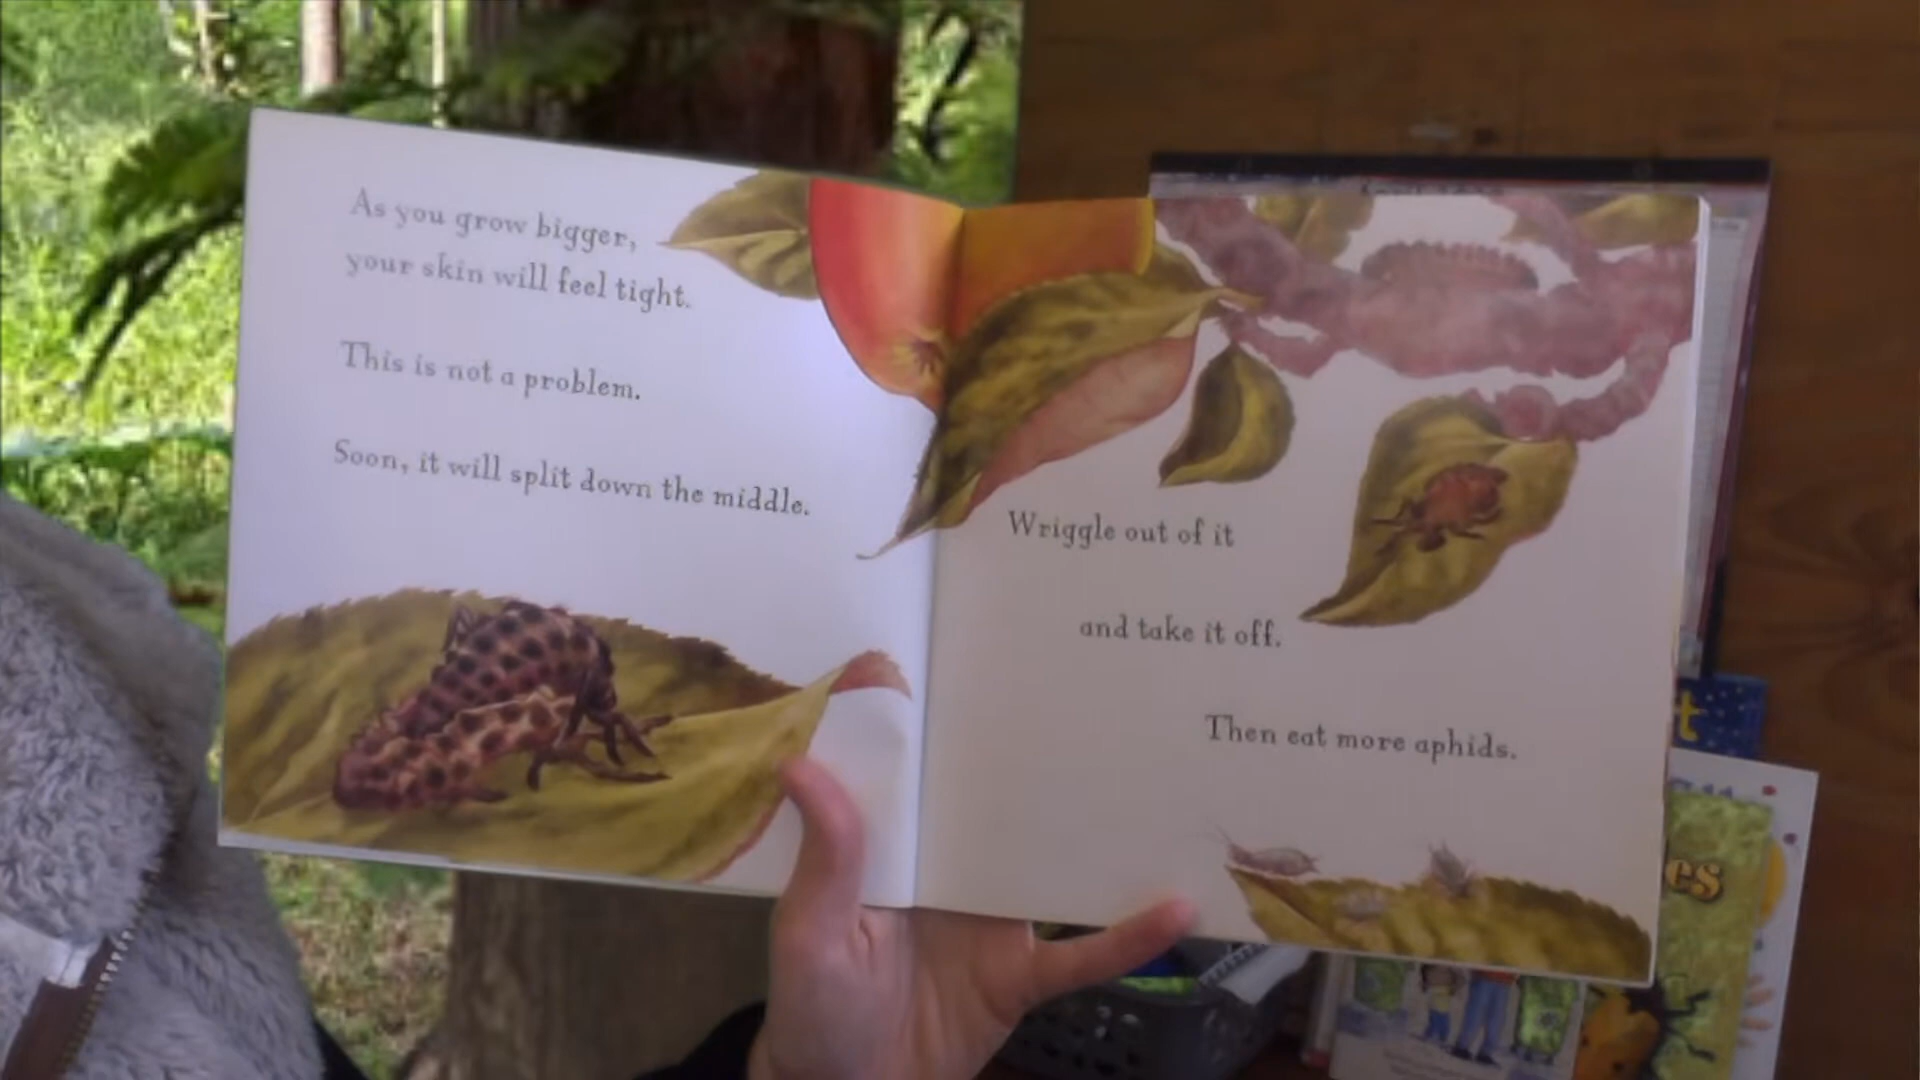 As you grow bigger,
your skin will feel tight.
This is not a problem.
Soon, it will split down the middle.
Wriggle out of it
and take it off.
Then eat more aphids.
t
es